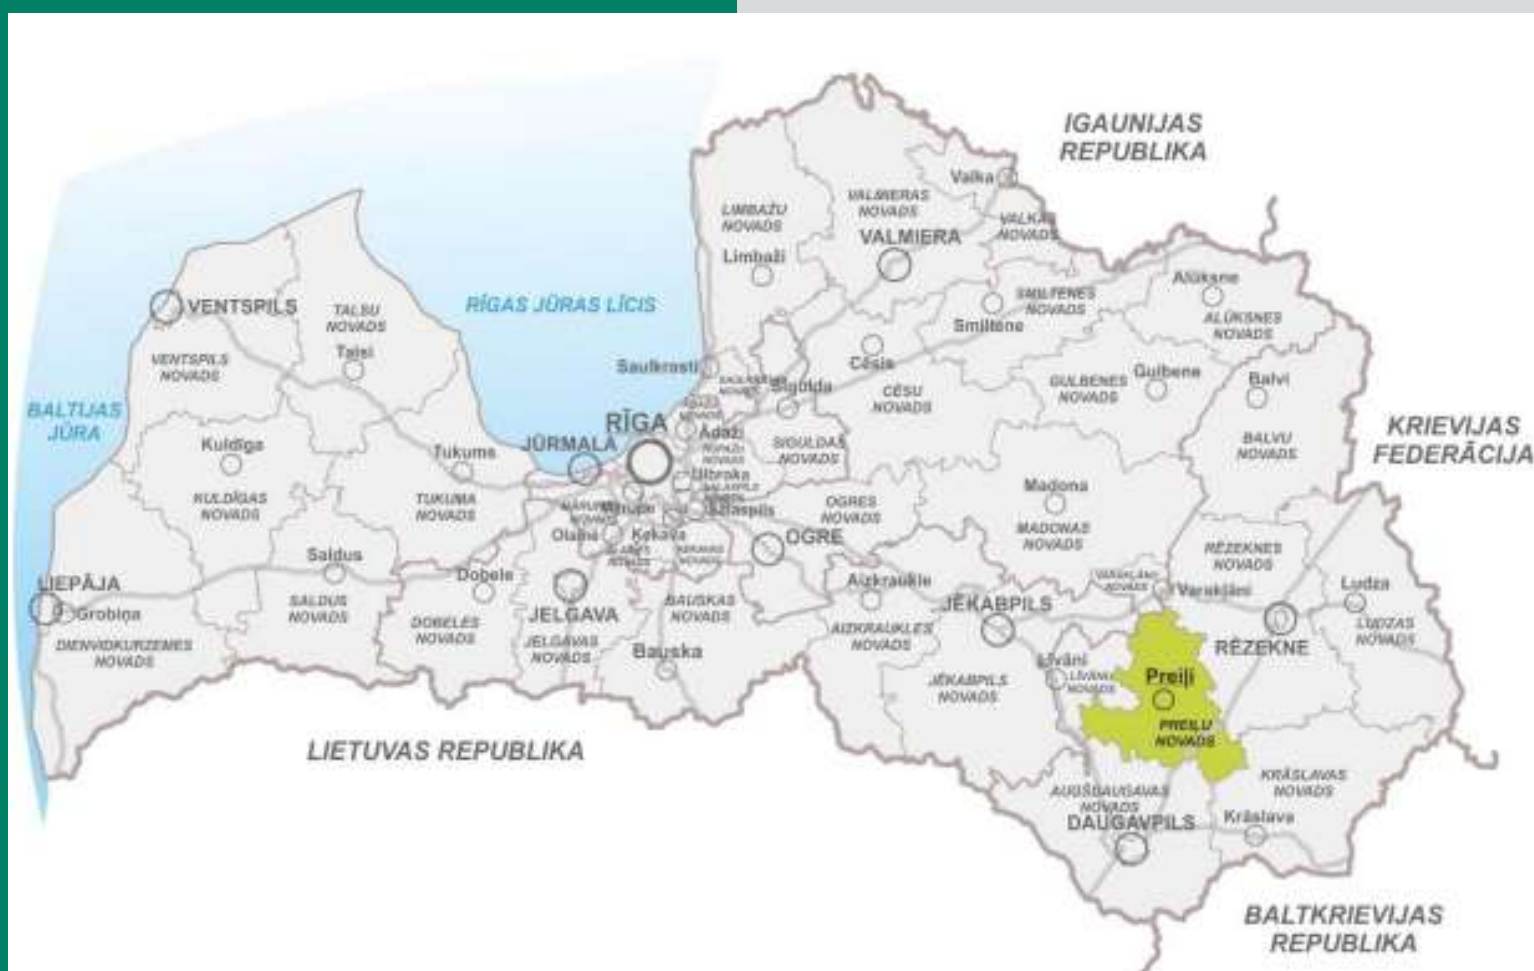 IGAUNIJAS
REPUBLIKA
Valka
VALMIERAS
NOVADS
LIMBAŽU
NOVADS
VALKAS
NOVADS
VALMIERA
Limbaži
Alūksne
VENTSPILS
RĪGAS JŪRAS LĪCIS
SMILTENES
NOVADS
TALSU
NOVADS
Smiltene
ALŪKSNES
NOVADS
VENTSPILS
NOVADS
Talsi
Saulkrasti
Cēsis
Sigulda
GULBENES
NOVADS
Gulbene
Balvi
CĒSU
NOVADS
BALTIJAS
JŪRA
RĪGA
Ādaži
KRIEVIJAS
FEDERĀCIJA
Kuldīga
Tukums
JŪRMALA
SIGULDAS
NOVADS
BALVU
NOVADS
Ulbroka
Madona
KULDĪGAS
NOVADS
TUKUMA
NOVADS
OGRES
NOVADS
Mārupe
Salaspils
MADONAS
NOVADS
Olaine
Ķekava
OGRE
Saldus
RĒZEKNES
NOVADS
LIEPĀJA
Dobele
Aizkraukle
VARAKĻĀNU
NOVADS
Varakļāni
Ludza
Grobiņa
SALDUS
NOVADS
JELGAVA
BAUSKAS
NOVADS
JĒKABPILS
DOBELES
NOVADS
AIZKRAUKLES
NOVADS
LUDZAS
NOVADS
DIENVIDKURZEMES
NOVADS
JELGAVAS
NOVADS
Bauska
RĒZEKNE
Līvāni
LĪVĀNU
NOVADS
Preiļi
JĒKABPILS
NOVADS
PREIĻU
NOVADS
LIETUVAS REPUBLIKA
KRĀSLAVAS
NOVADS
AUGŠDAUGAVAS
NOVADS
DAUGAVPILS
Krāslava
BALTKRIEVIJAS
REPUBLIKA